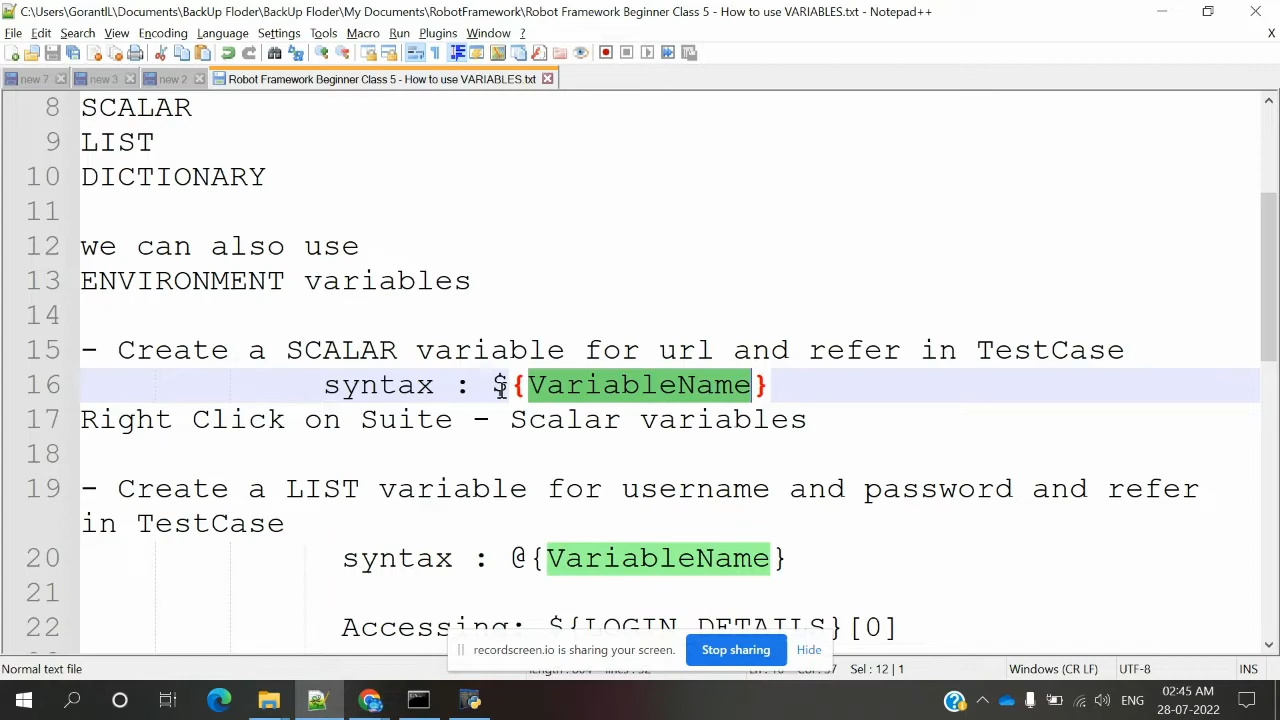 C:\Users\GorantlL\Documents\BackUp Floder\BackUp Floder\My Documents\RobotFramework\Robot Framework Beginner Class 5 - How to use VARIABLES.txt - Notepad++
File Edit Search View Encoding Language Settings Tools Macro Run Plugins Window ? X
new 7 new 3 new 2 Robot Framework Beginner Class 5 - How to use VARIABLES.txt
8 SCALAR
9 LIST
10 DICTIONARY
11
12 we can also use
13 ENVIRONMENT variables
14
15 - Create a SCALAR variable for url and refer in TestCase
16 syntax : ${VariableName}
17 Right Click on Suite - Scalar variables
18
19 - Create a LIST variable for username and password and refer
in TestCase
20 syntax : @{VariableName}
21
22 Accessing: ${LOGIN_DETAILS}[0]
recordscreen.io is sharing your screen. Stop sharing Hide
Normal text file Sel : 12 | 1 Windows (CR LF) UTF-8 INS
ENG 02:45 AM
28-07-2022